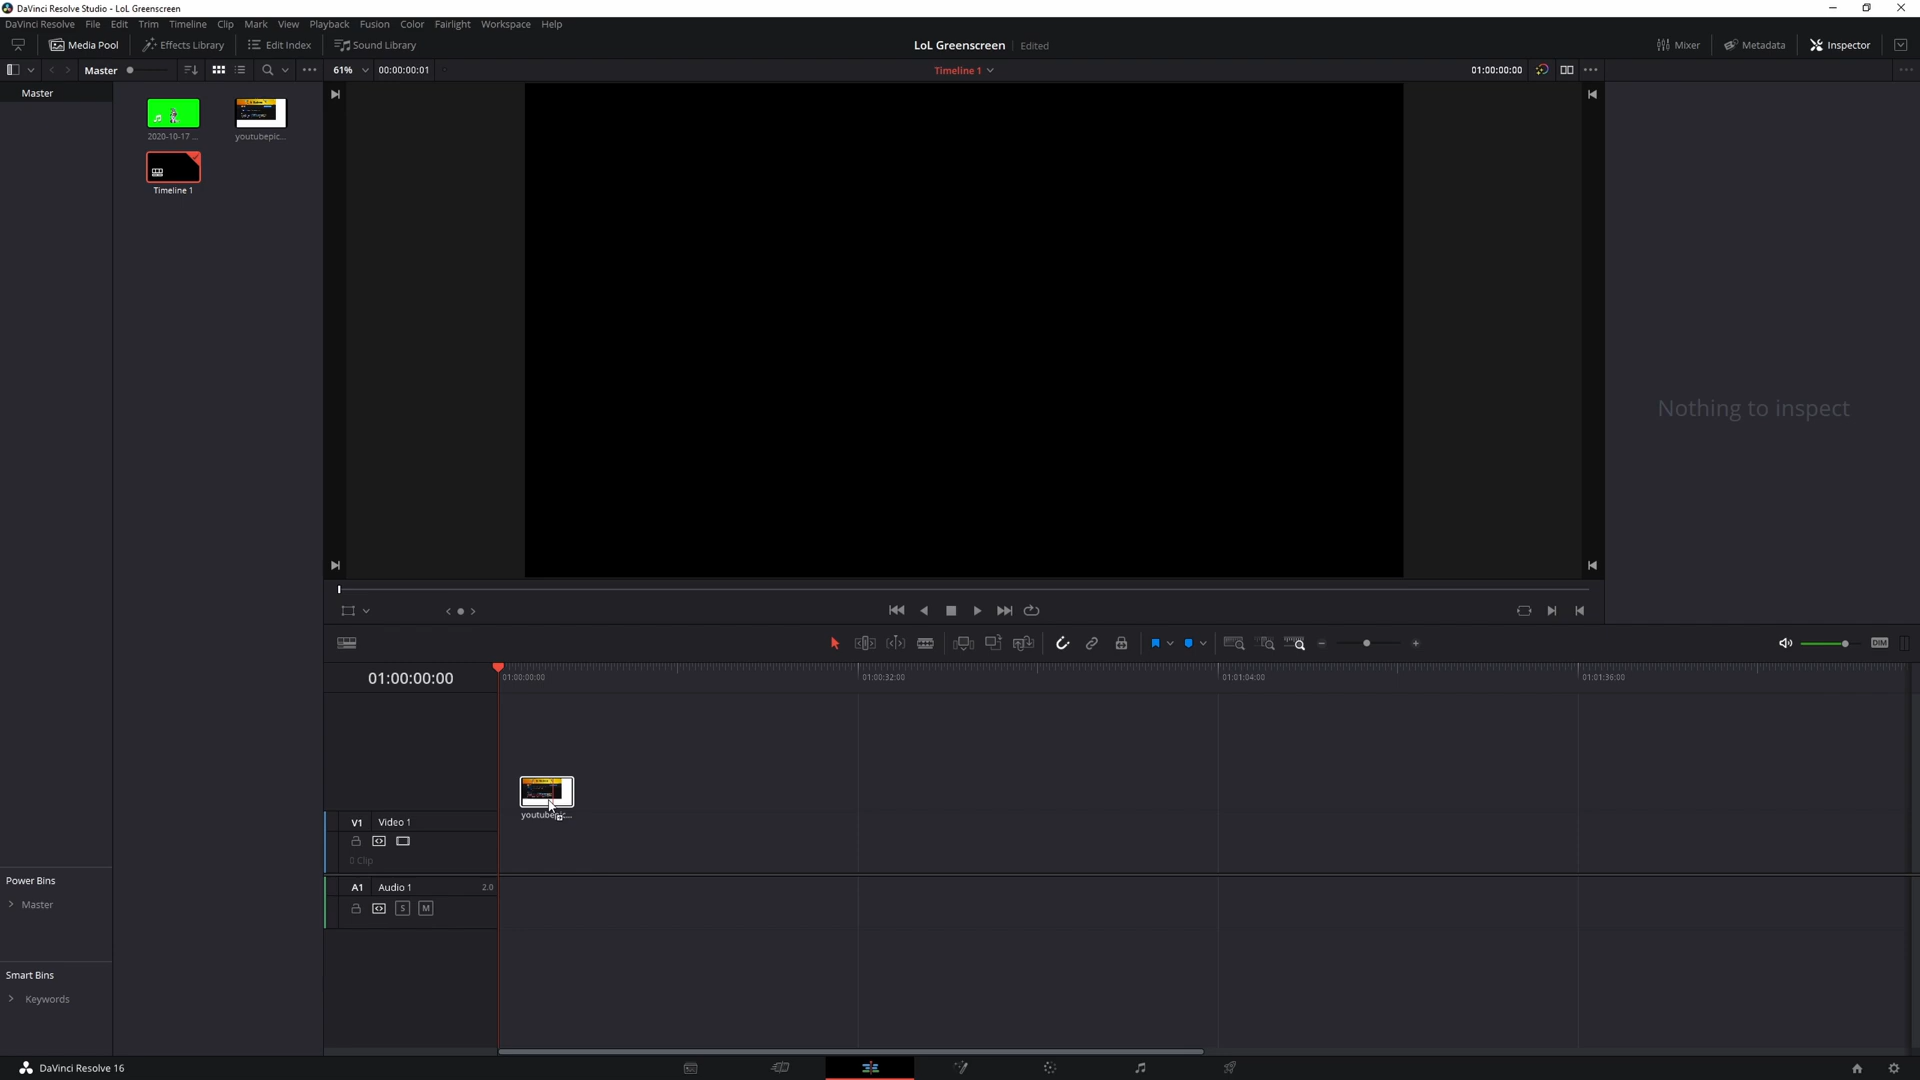 DaVinci Resolve Studio - LoL Greenscreen
DaVinci Resolve File Edit Trim Timeline Clip Mark View Playback Fusion Color Fairlight Workspace Help
Media Pool Effects Library Edit Index Sound Library LoL Greenscreen Edited Mixer Metadata Inspector
Master 61% 00:00:00:01 Timeline 1 01:00:00:00
Master
2020-10-17 ... youtubepic...
Timeline 1
Nothing to inspect
DIM
01:00:00:00 01:00:00:00 01:00:32:00 01:01:04:00 01:01:36:00
V1 Video 1
0 Clip
A1 Audio 1 2.0
S M
Power Bins
Master
Smart Bins
Keywords
DaVinci Resolve 16